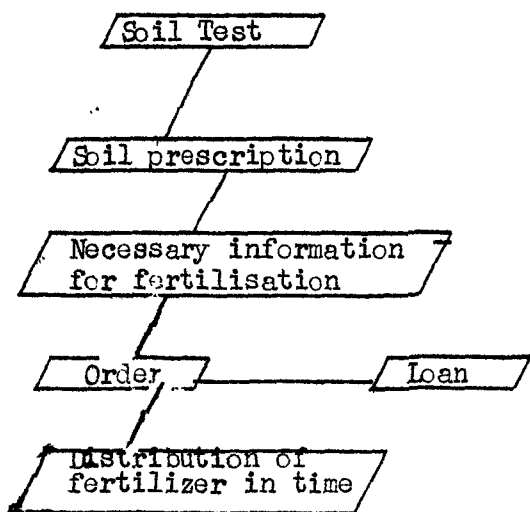 Soil Test
Soil prescription
Necessary information
for fertilisation
Order
Loan
Distribution of
fertilizer in time